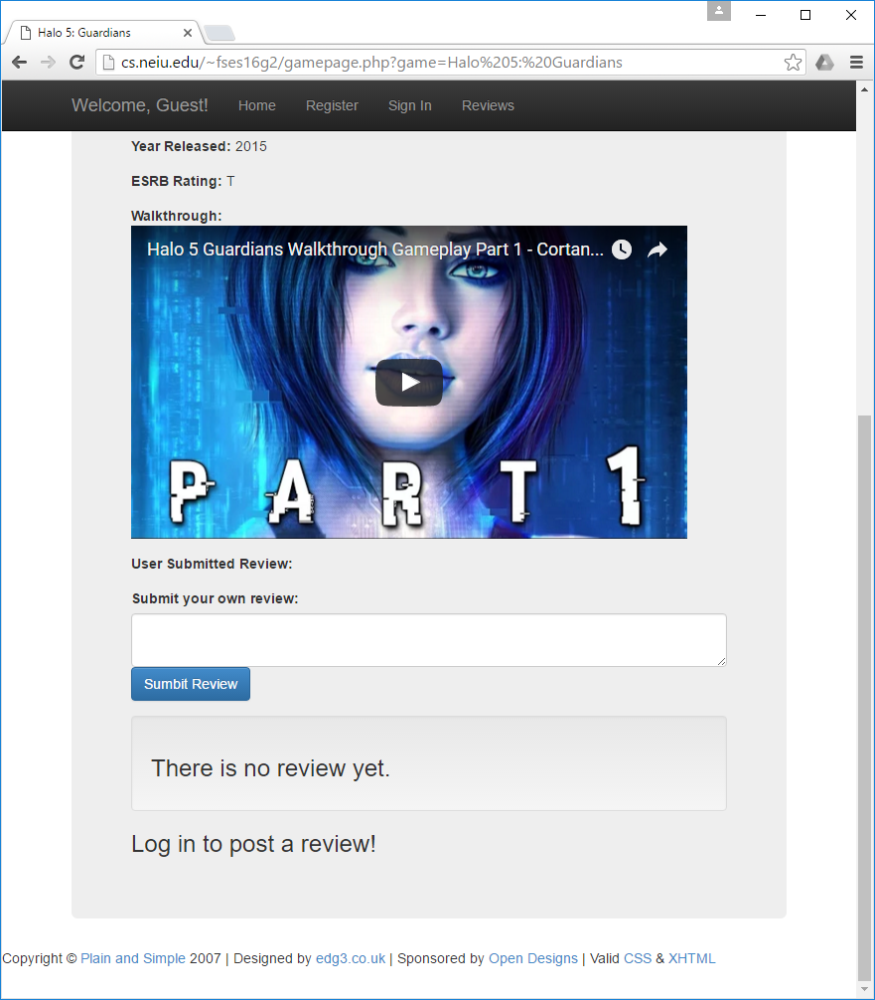 Halo 5: Guardians
cs.neiu.edu/~fses16g2/gamepage.php?game=Halo%205:%20Guardians
Welcome, Guest! Home Register Sign In Reviews
Year Released: 2015
ESRB Rating: T
Walkthrough:
Halo 5 Guardians Walkthrough Gameplay Part 1 - Cortan...
PART 1
User Submitted Review:
Submit your own review:
Sumbit Review
There is no review yet.
Log in to post a review!
Copyright © Plain and Simple 2007 | Designed by edg3.co.uk | Sponsored by Open Designs | Valid CSS & XHTML